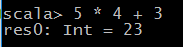 scala> 5 * 4 + 3
res0: Int = 23